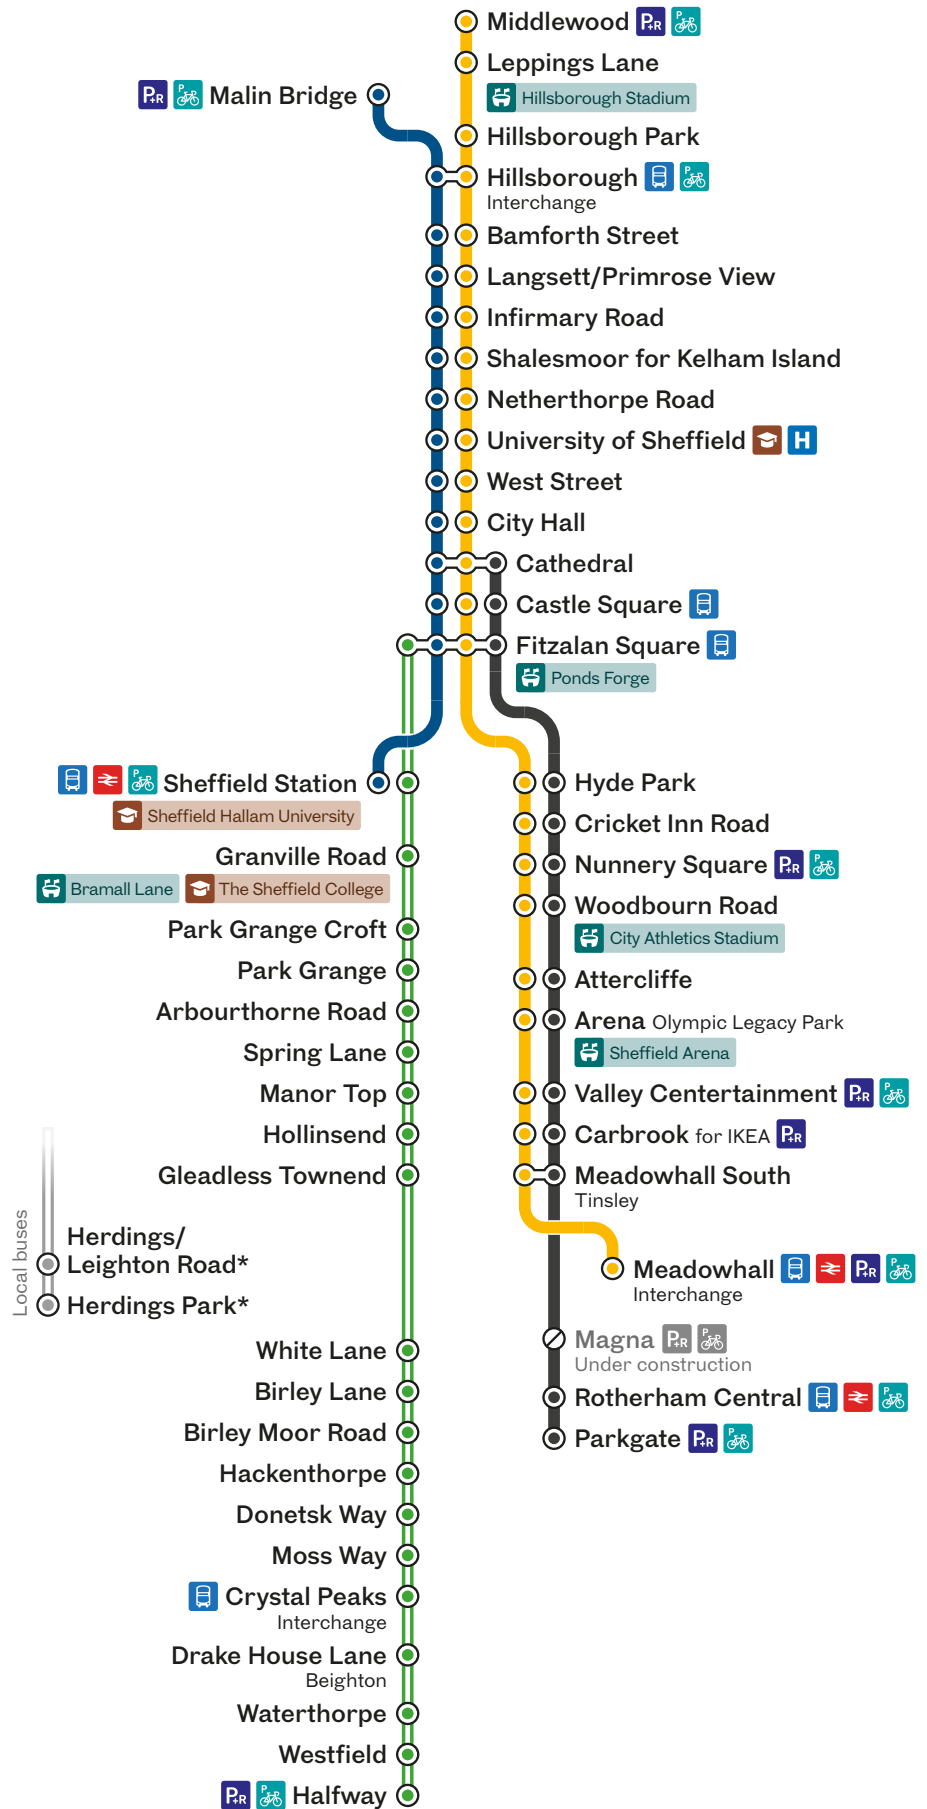 Middlewood P+R P
Leppings Lane
Hillsborough Stadium
P+R P Malin Bridge
Hillsborough Park
Hillsborough P
Interchange
Bamforth Street
Langsett/Primrose View
Infirmary Road
Shalesmoor for Kelham Island
Netherthorpe Road
University of Sheffield H
West Street
City Hall
Cathedral
Castle Square
Fitzalan Square
Ponds Forge
P Sheffield Station
Sheffield Hallam University
Granville Road
Bramall Lane The Sheffield College
Park Grange Croft
Park Grange
Arbourthorne Road
Spring Lane
Manor Top
Hollinsend
Gleadless Townend
Local buses
Herdings/
Leighton Road*
Herdings Park*
White Lane
Birley Lane
Birley Moor Road
Hackenthorpe
Donetsk Way
Moss Way
Crystal Peaks
Interchange
Drake House Lane
Beighton
Waterthorpe
Westfield
P+R P Halfway
Hyde Park
Cricket Inn Road
Nunnery Square P+R P
Woodbourn Road
City Athletics Stadium
Attercliffe
Arena Olympic Legacy Park
Sheffield Arena
Valley Centertainment P+R P
Carbrook for IKEA P+R
Meadowhall South
Tinsley
Meadowhall P+R P
Interchange
Magna P+R P
Under construction
Rotherham Central P
Parkgate P+R P